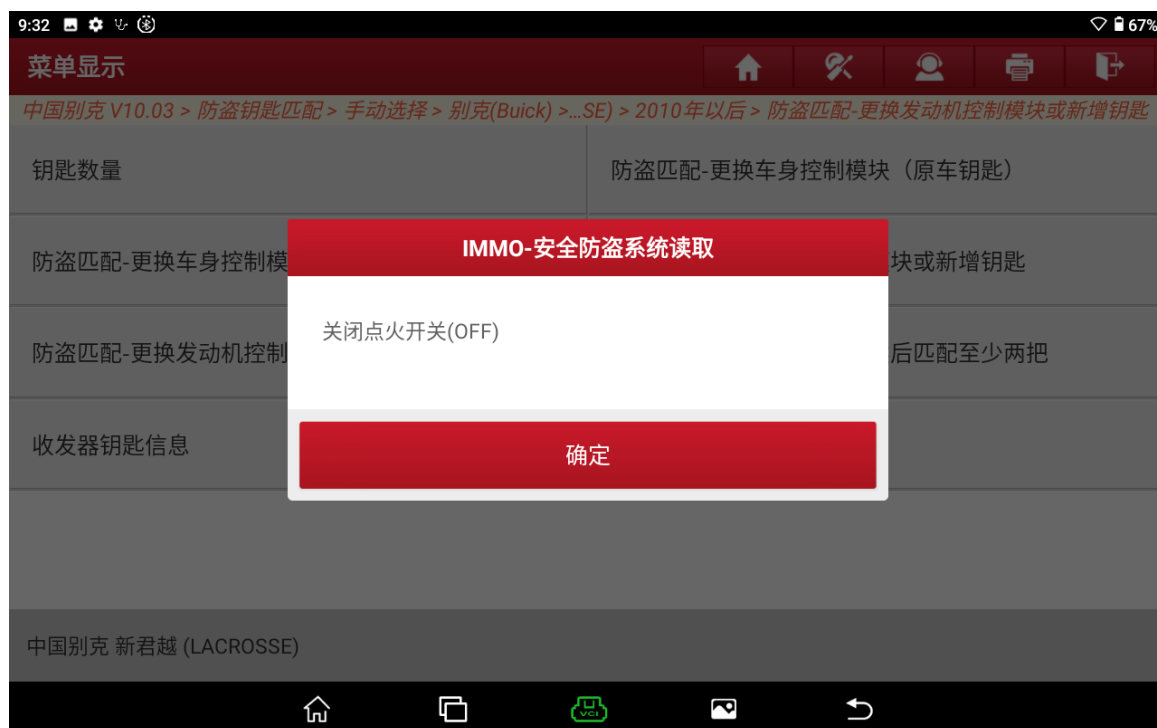 9:32 67%
菜单显示
中国别克 V10.03 > 防盗钥匙匹配 > 手动选择 > 别克(Buick) >...SE) > 2010年以后 > 防盗匹配-更换发动机控制模块或新增钥匙
钥匙数量 防盗匹配-更换车身控制模块（原车钥匙）
IMMO-安全防盗系统读取
防盗匹配-更换车身控制模 块或新增钥匙
关闭点火开关(OFF)
防盗匹配-更换发动机控制 后匹配至少两把
收发器钥匙信息
确定
中国别克 新君越 (LACROSSE)
VCI